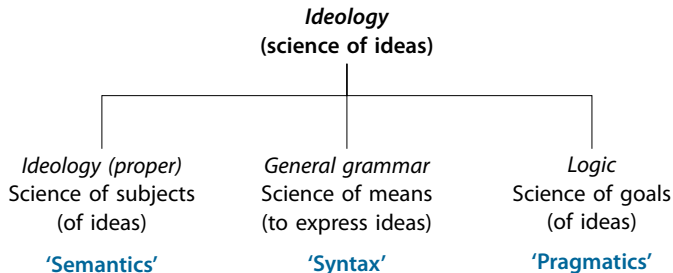 Ideology
(science of ideas)
Ideology (proper)
Science of subjects
(of ideas)
‘Semantics’
General grammar
Science of means
(to express ideas)
‘Syntax’
Logic
Science of goals
(of ideas)
‘Pragmatics’